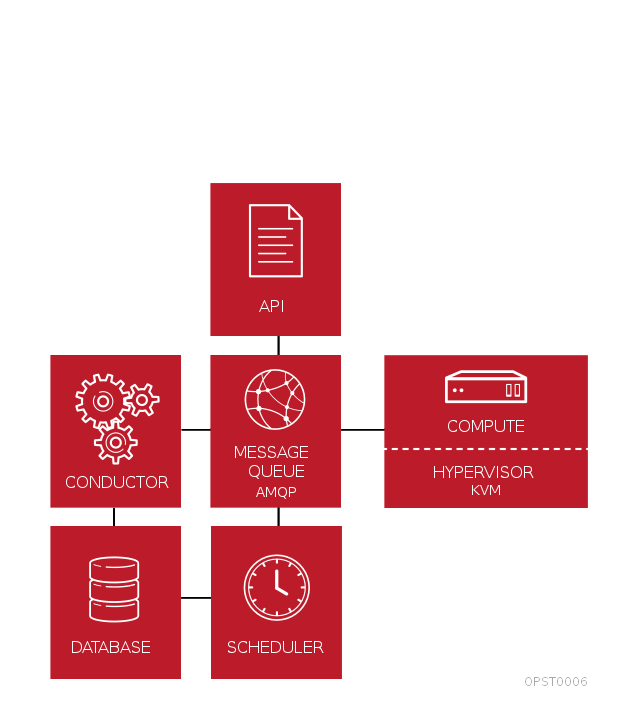 API
CONDUCTOR
MESSAGE
QUEUE
AMQP
COMPUTE
HYPERVISOR
KVM
DATABASE
SCHEDULER
OPST0006